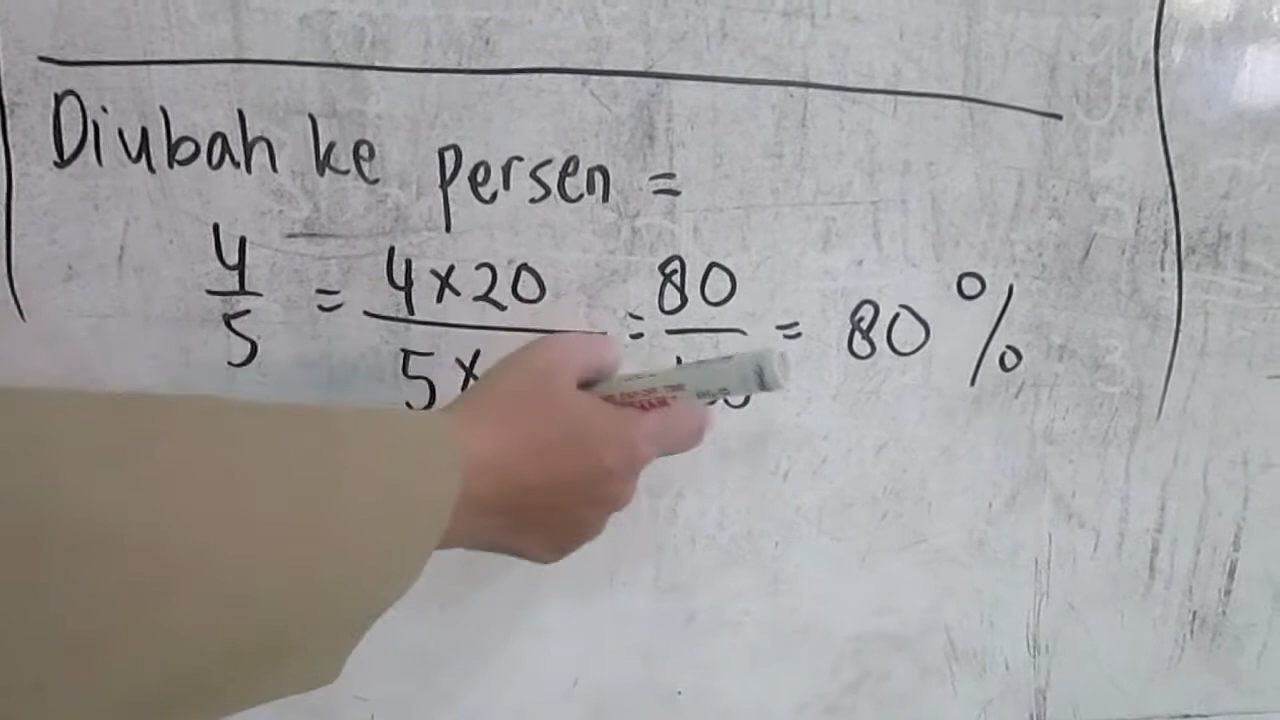 Diubah ke persen =
4/5 = 4x20/5x = 80/ = 80 %